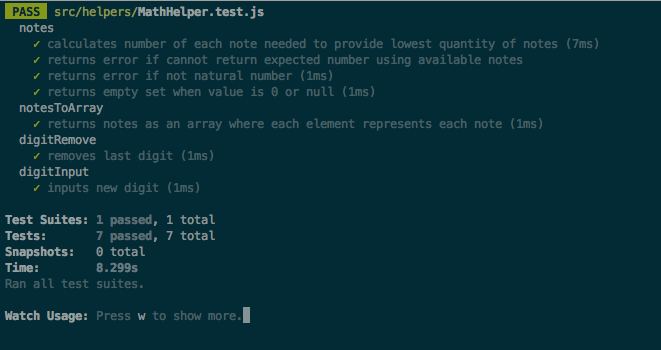 PASS src/helpers/MathHelper.test.js
notes
✓ calculates number of each note needed to provide lowest quantity of notes (7ms)
✓ returns error if cannot return expected number using available notes
✓ returns error if not natural number (1ms)
✓ returns empty set when value is 0 or null (1ms)
notesToArray
✓ returns notes as an array where each element represents each note (1ms)
digitRemove
✓ removes last digit (1ms)
digitInput
✓ inputs new digit (1ms)
Test Suites: 1 passed, 1 total
Tests: 7 passed, 7 total
Snapshots: 0 total
Time: 8.299s
Ran all test suites.
Watch Usage: Press w to show more.